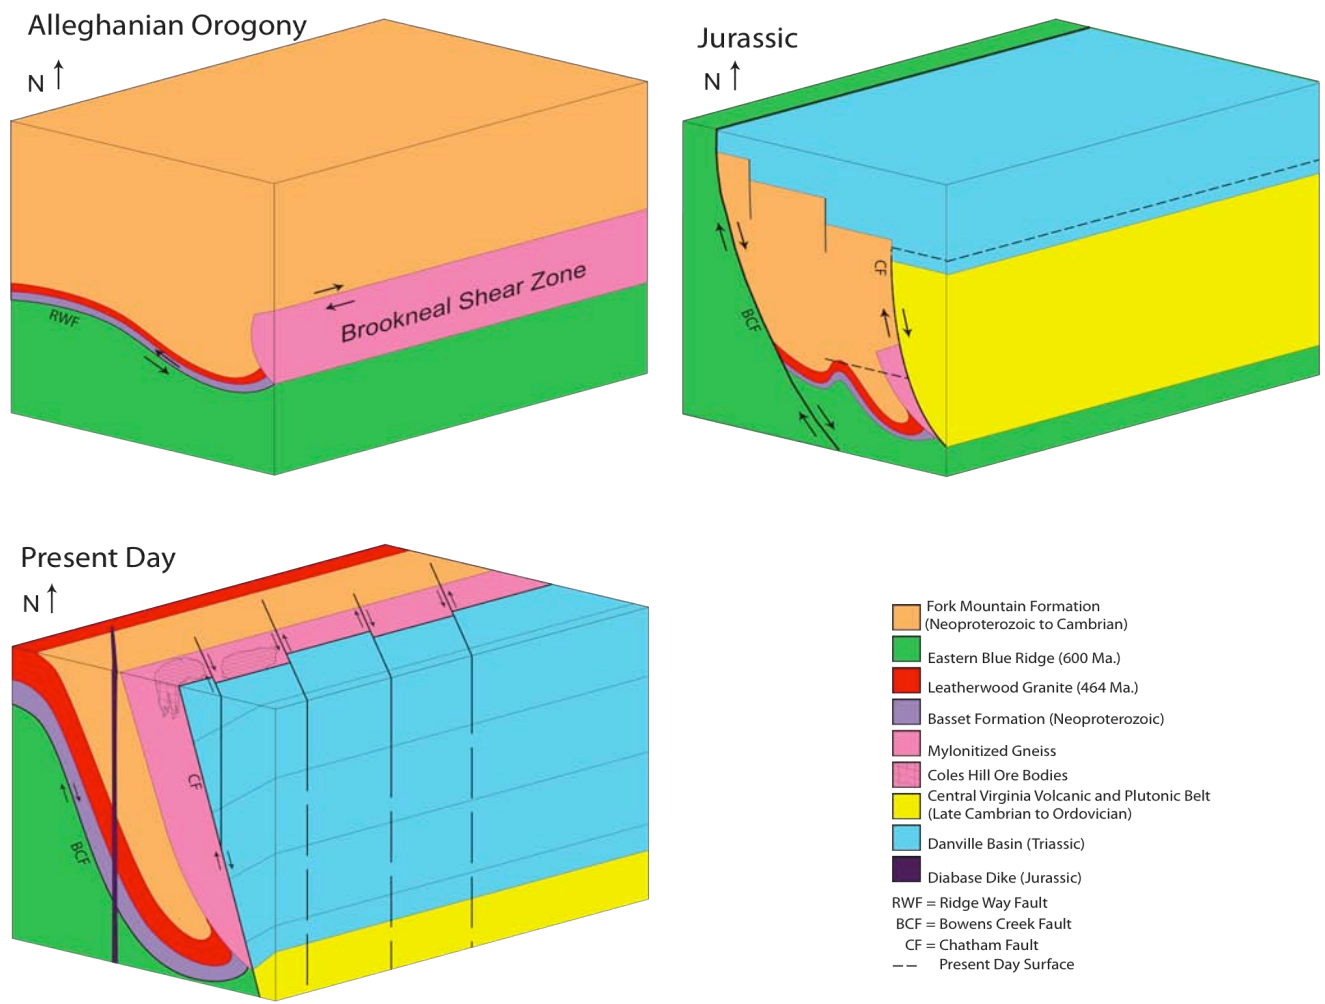 Alleghanian Orogony
N
RWF
Brookneal Shear Zone
Jurassic
N
CF
BCF
Present Day
N
CF
BCF
Fork Mountain Formation
(Neoproterozoic to Cambrian)
Eastern Blue Ridge (600 Ma.)
Leatherwood Granite (464 Ma.)
Basset Formation (Neoproterozoic)
Mylonitized Gneiss
Coles Hill Ore Bodies
Central Virginia Volcanic and Plutonic Belt
(Late Cambrian to Ordovician)
Danville Basin (Triassic)
Diabase Dike (Jurassic)
RWF = Ridge Way Fault
BCF = Bowens Creek Fault
CF = Chatham Fault
Present Day Surface